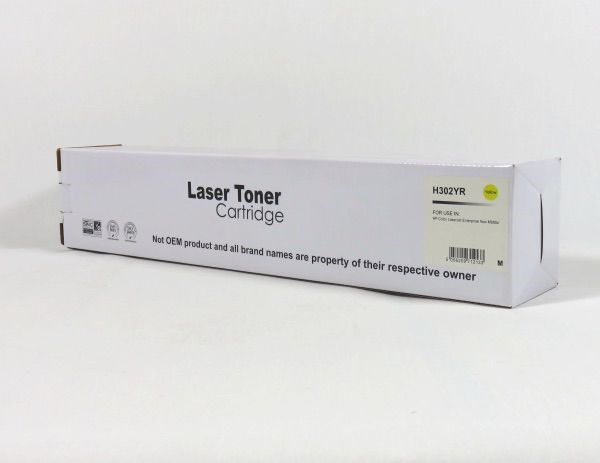 Laser Toner
Cartridge
Not OEM product and all brand names are property of their respective owner
H302YR
Yellow
FOR USE IN:
M